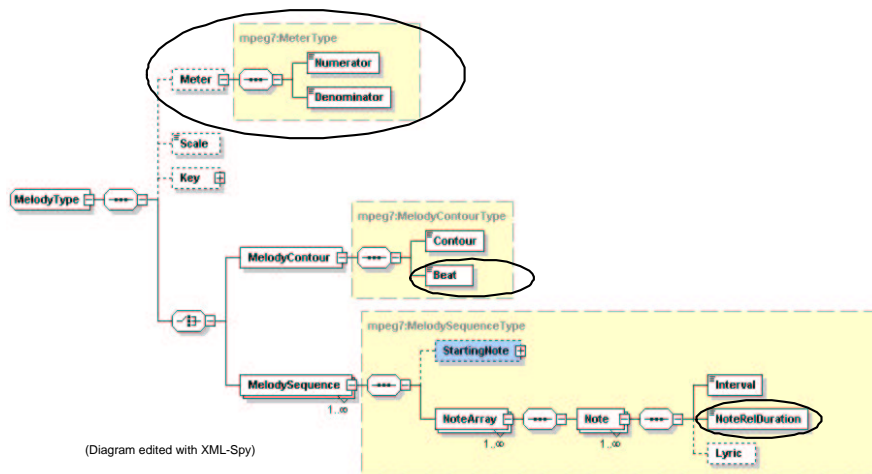 mpeg7:MeterType
Numerator
Meter
Denominator
Scale
Key
MelodyType
mpeg7:MelodyContourType
Contour
MelodyContour
Beat
mpeg7:MelodySequenceType
StartingNote
MelodySequence
1..∞
Interval
NoteArray
Note
NoteRelDuration
1..∞
1..∞
Lyric
(Diagram edited with XML-Spy)